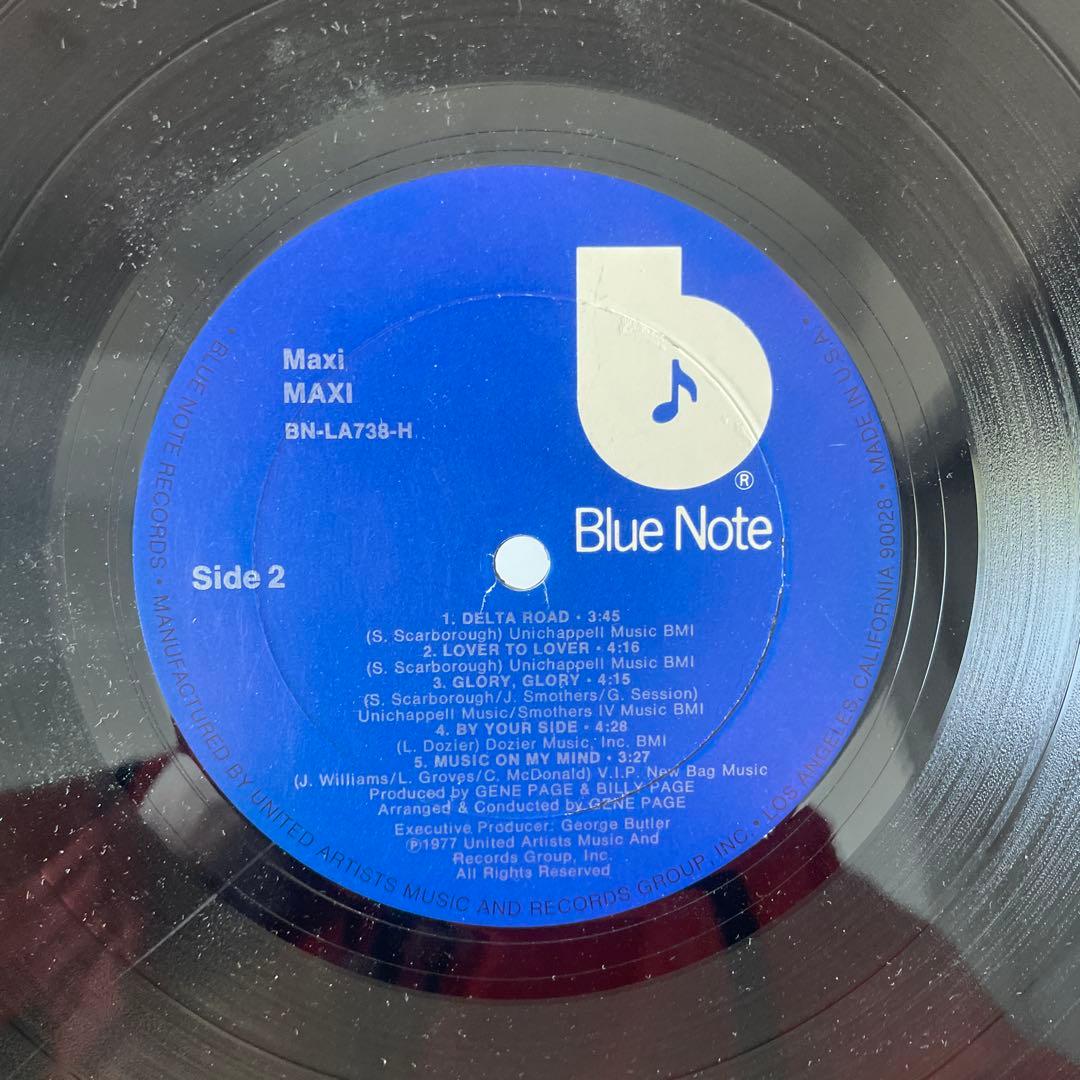 Maxi
MAXI
BN-LA738-H
®
Blue Note
Side 2
1. DELTA ROAD • 3:45
(S. Scarborough) Unichappell Music BMI
2. LOVER TO LOVER • 4:16
(S. Scarborough) Unichappell Music BMI
3. GLORY, GLORY • 4:15
(S. Scarborough/J. Smothers/G. Session)
Unichappell Music/Smothers IV Music BMI
4. BY YOUR SIDE • 4:28
(L. Dozier) Dozier Music, Inc. BMI
5. MUSIC ON MY MIND • 3:27
(J. Williams/L. Groves/C. McDonald) V.I.P. New Bag Music
Produced by GENE PAGE & BILLY PAGE
Arranged & Conducted by GENE PAGE
Executive Producer: George Butler
℗1977 United Artists Music And
Records Group, Inc.
All Rights Reserved
• BLUE NOTE RECORDS • MANUFACTURED BY UNITED ARTISTS MUSIC AND RECORDS GROUP, INC. • LOS ANGELES, CALIFORNIA 90028 • MADE IN U.S.A. •